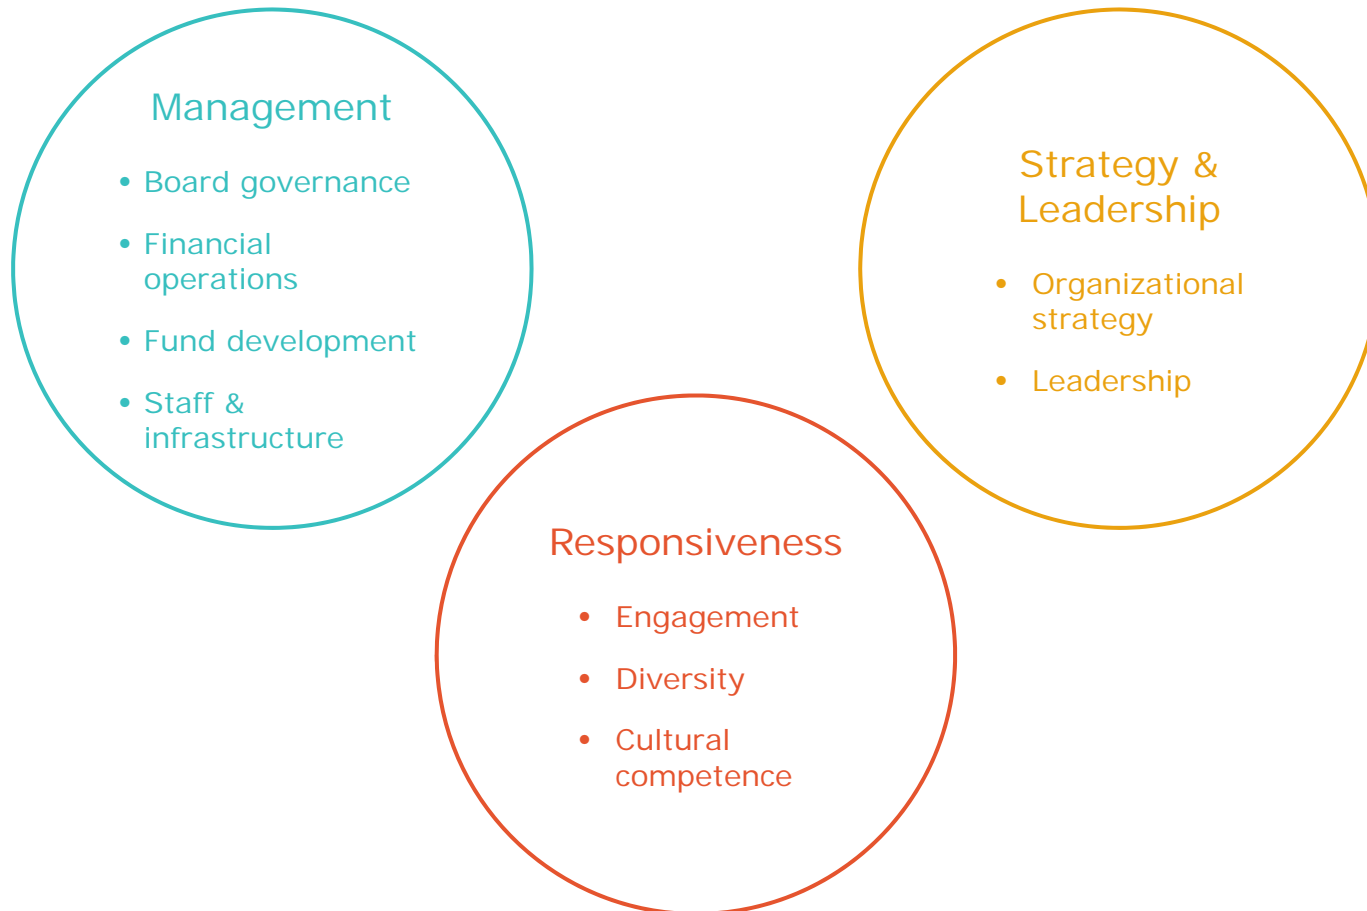 Management
• Board governance
• Financial
operations
• Fund development
• Staff &
infrastructure
Strategy &
Leadership
• Organizational
strategy
• Leadership
Responsiveness
• Engagement
• Diversity
• Cultural
competence